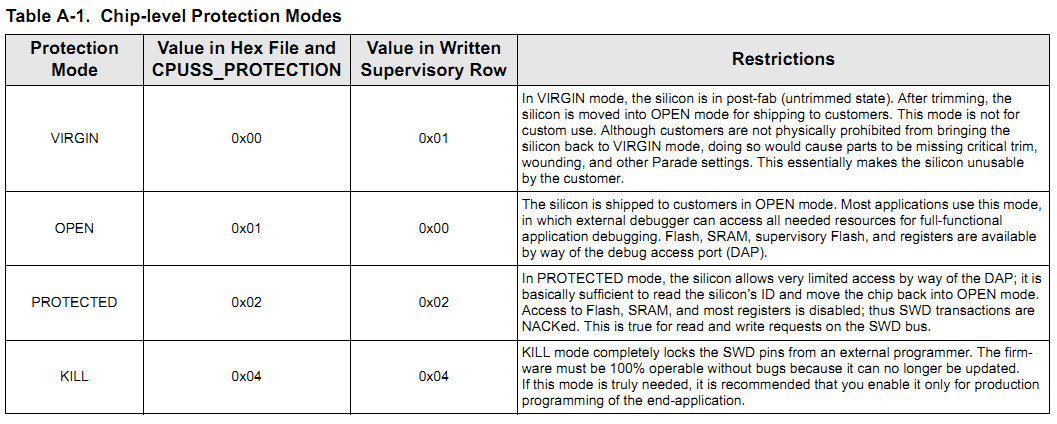 Table A-1. Chip-level Protection Modes
Protection Mode
Value in Hex File and CPUSS_PROTECTION
Value in Written Supervisory Row
Restrictions
VIRGIN
0x00
0x01
In VIRGIN mode, the silicon is in post-fab (untrimmed state). After trimming, the
silicon is moved into OPEN mode for shipping to customers. This mode is not for
custom use. Although customers are not physically prohibited from bringing the
silicon back to VIRGIN mode, doing so would cause parts to be missing critical trim,
wounding, and other Parade settings. This essentially makes the silicon unusable
by the customer.
OPEN
0x01
0x00
The silicon is shipped to customers in OPEN mode. Most applications use this mode,
in which external debugger can access all needed resources for full-functional
application debugging. Flash, SRAM, supervisory Flash, and registers are available
by way of the debug access port (DAP).
PROTECTED
0x02
0x02
In PROTECTED mode, the silicon allows very limited access by way of the DAP; it is
basically sufficient to read the silicon's ID and move the chip back into OPEN mode.
Access to Flash, SRAM, and most registers is disabled; thus SWD transactions are
NACKed. This is true for read and write requests on the SWD bus.
KILL
0x04
0x04
KILL mode completely locks the SWD pins from an external programmer. The firm-
ware must be 100% operable without bugs because it can no longer be updated.
If this mode is truly needed, it is recommended that you enable it only for production
programming of the end-application.